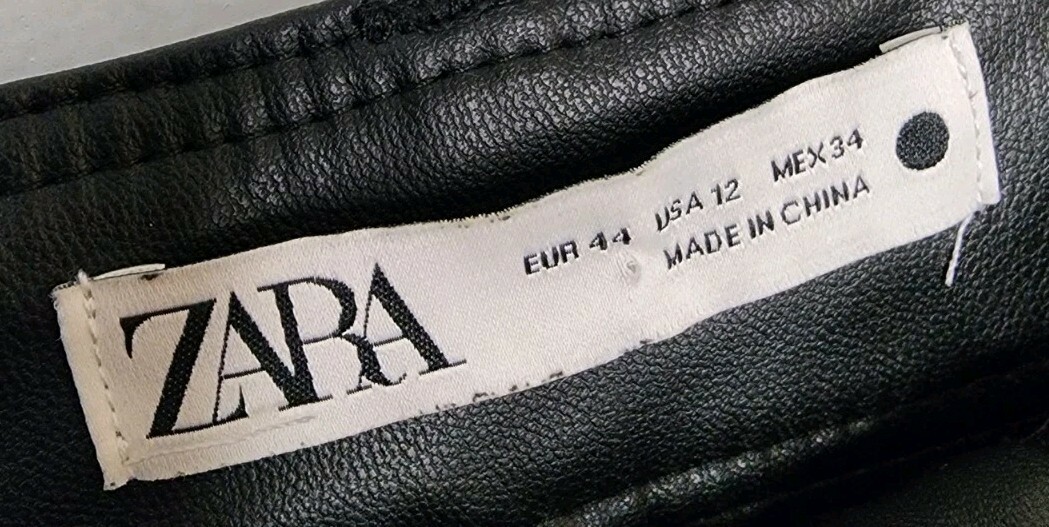 ZARA
EUR 44 USA 12 MEX 34
MADE IN CHINA